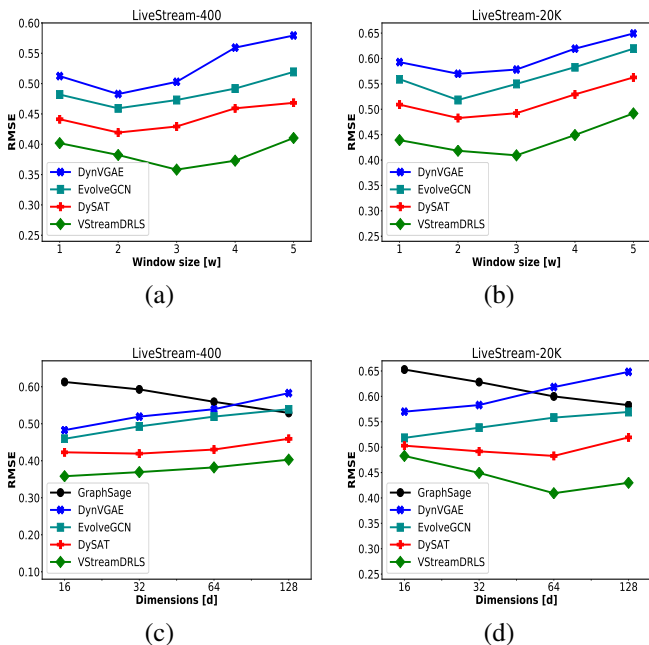 LiveStream-400
0.60
0.55
0.50
0.45
0.40
0.35
0.30
0.25
RMSE
DynVGAE
EvolveGCN
DySAT
VStreamDRLS
1 2 3 4 5
Window size [w]
(a)
LiveStream-20K
0.65
0.60
0.55
0.50
0.45
0.40
0.35
0.30
0.25
RMSE
DynVGAE
EvolveGCN
DySAT
VStreamDRLS
1 2 3 4 5
Window size [w]
(b)
LiveStream-400
0.60
0.50
0.40
0.30
0.20
0.10
RMSE
GraphSage
DynVGAE
EvolveGCN
DySAT
VStreamDRLS
16 32 64 128
Dimensions [d]
(c)
LiveStream-20K
0.65
0.60
0.55
0.50
0.45
0.40
0.35
0.30
0.25
RMSE
GraphSage
DynVGAE
EvolveGCN
DySAT
VStreamDRLS
16 32 64 128
Dimensions [d]
(d)